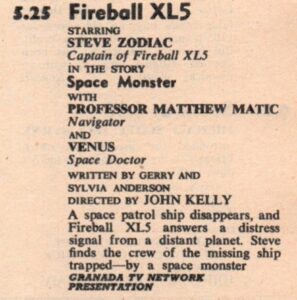 5.25 Fireball XL5
STARRING
STEVE ZODIAC
Captain of Fireball XL5
IN THE STORY
Space Monster
WITH
PROFESSOR MATTHEW MATIC
Navigator
AND
VENUS
Space Doctor
WRITTEN BY GERRY AND
SYLVIA ANDERSON
DIRECTED BY JOHN KELLY
A space patrol ship disappears, and
Fireball XL5 answers a distress
signal from a distant planet. Steve
finds the crew of the missing ship
trapped—by a space monster
GRANADA TV NETWORK
PRESENTATION